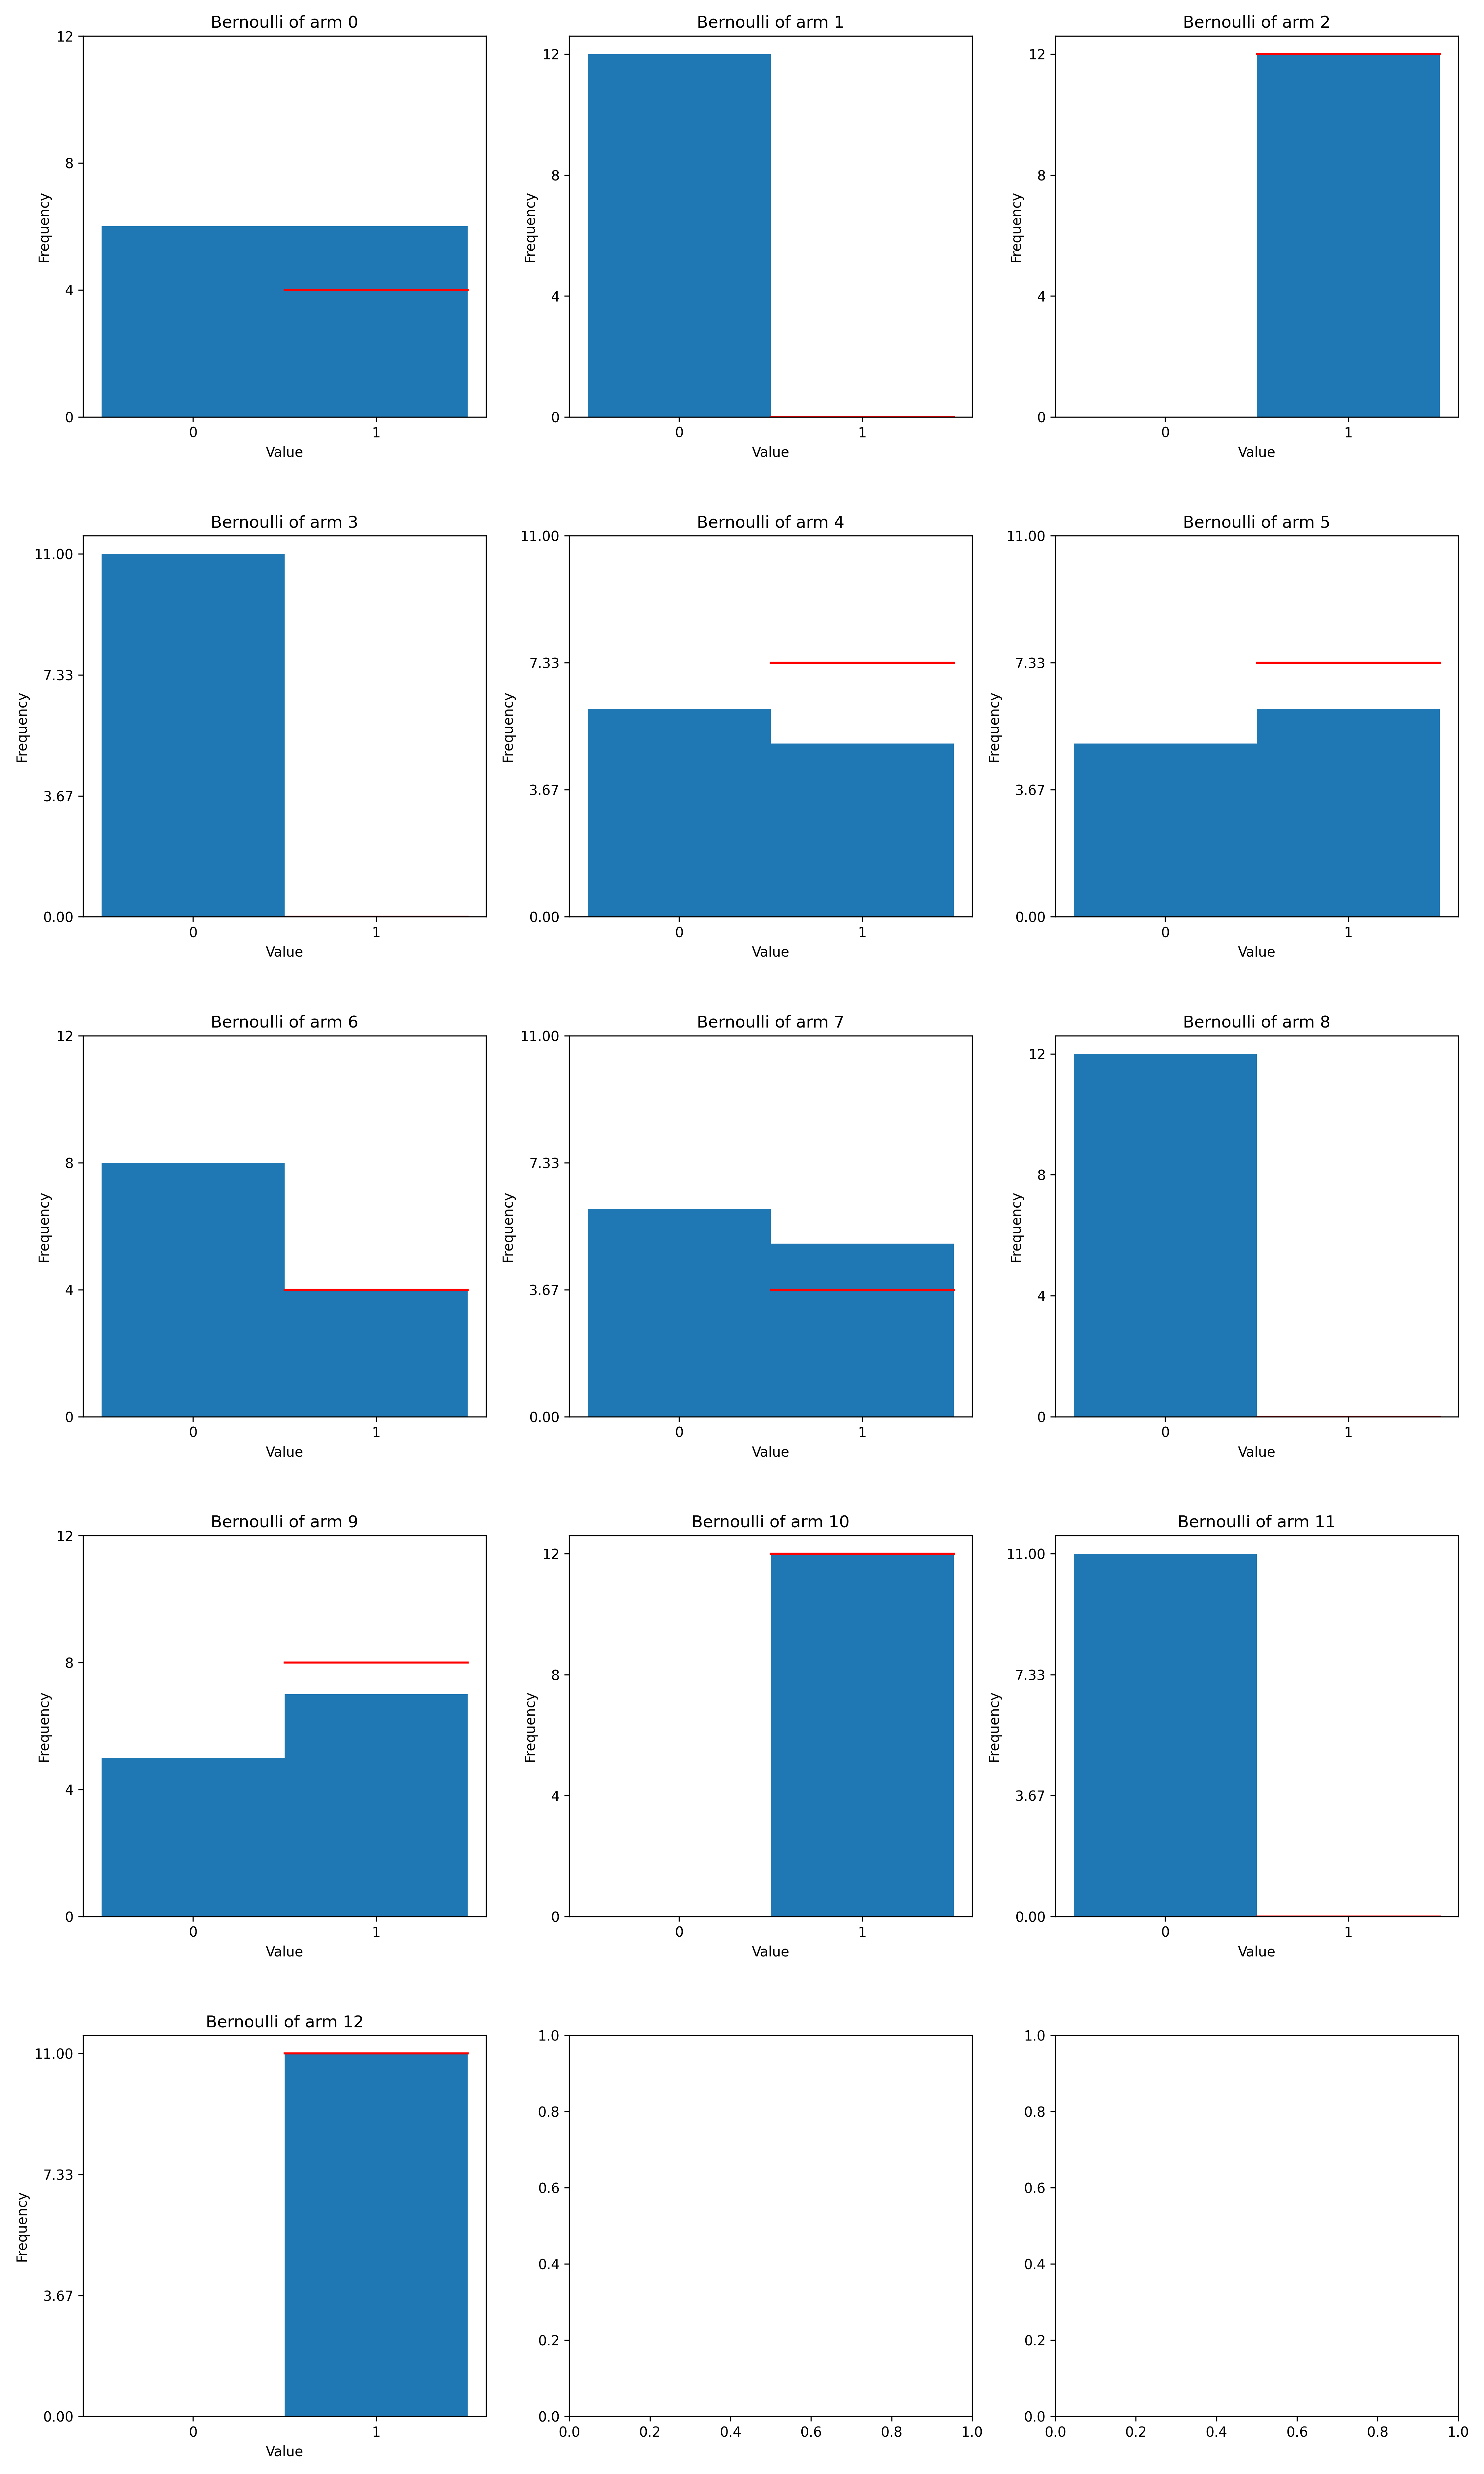 Bernoulli of arm 0
12
8
4
0
Frequency
0 1
Value
Bernoulli of arm 1
12
8
4
0
Frequency
0 1
Value
Bernoulli of arm 2
12
8
4
0
Frequency
0 1
Value
Bernoulli of arm 3
11.00
7.33
3.67
0.00
Frequency
0 1
Value
Bernoulli of arm 4
11.00
7.33
3.67
0.00
Frequency
0 1
Value
Bernoulli of arm 5
11.00
7.33
3.67
0.00
Frequency
0 1
Value
Bernoulli of arm 6
12
8
4
0
Frequency
0 1
Value
Bernoulli of arm 7
11.00
7.33
3.67
0.00
Frequency
0 1
Value
Bernoulli of arm 8
12
8
4
0
Frequency
0 1
Value
Bernoulli of arm 9
12
8
4
0
Frequency
0 1
Value
Bernoulli of arm 10
12
8
4
0
Frequency
0 1
Value
Bernoulli of arm 11
11.00
7.33
3.67
0.00
Frequency
0 1
Value
Bernoulli of arm 12
11.00
7.33
3.67
0.00
Frequency
0 1
Value
1.0
0.8
0.6
0.4
0.2
0.0
0.0 0.2 0.4 0.6 0.8 1.0
1.0
0.8
0.6
0.4
0.2
0.0
0.0 0.2 0.4 0.6 0.8 1.0